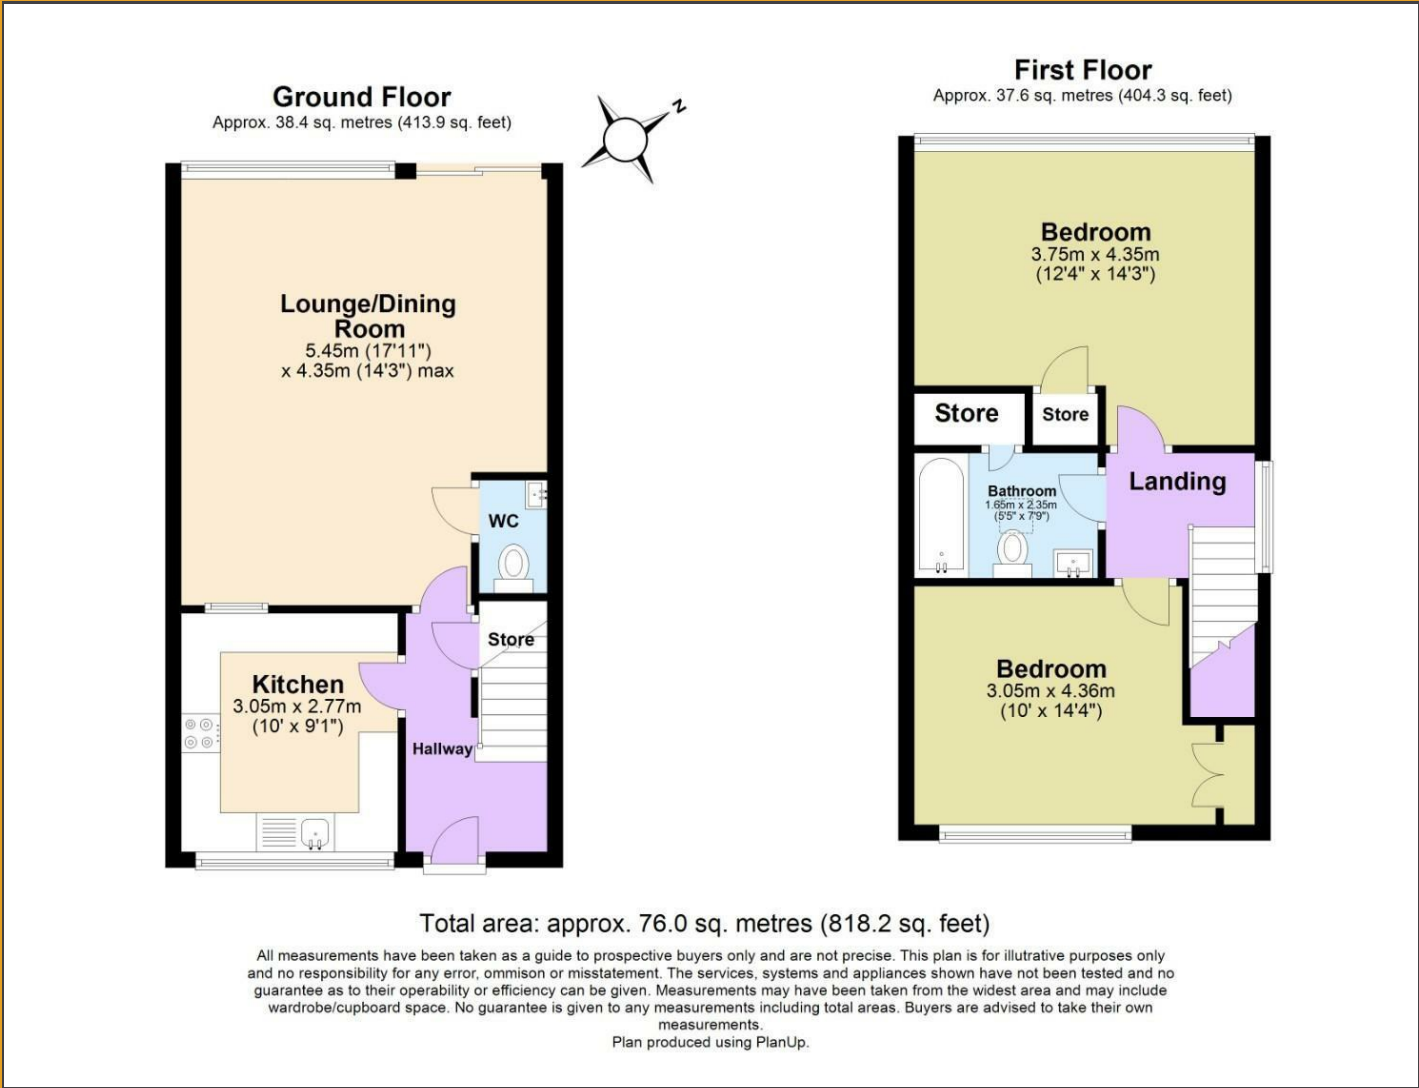 Ground Floor
Approx. 38.4 sq. metres (413.9 sq. feet)
N
Lounge/Dining
Room
5.45m (17'11")
x 4.35m (14'3") max
WC
Store
Kitchen
3.05m x 2.77m
(10' x 9'1")
Hallway
First Floor
Approx. 37.6 sq. metres (404.3 sq. feet)
Bedroom
3.75m x 4.35m
(12'4" x 14'3")
Store
Store
Landing
Bathroom
1.65m x 2.35m
(5'5" x 7'9")
Bedroom
3.05m x 4.36m
(10' x 14'4")
Total area: approx. 76.0 sq. metres (818.2 sq. feet)
All measurements have been taken as a guide to prospective buyers only and are not precise. This plan is for illutrative purposes only
and no responsibility for any error, ommison or misstatement. The services, systems and appliances shown have not been tested and no
guarantee as to their operability or efficiency can be given. Measurements may have been taken from the widest area and may include
wardrobe/cupboard space. No guarantee is given to any measurements including total areas. Buyers are advised to take their own
measurements.
Plan produced using PlanUp.